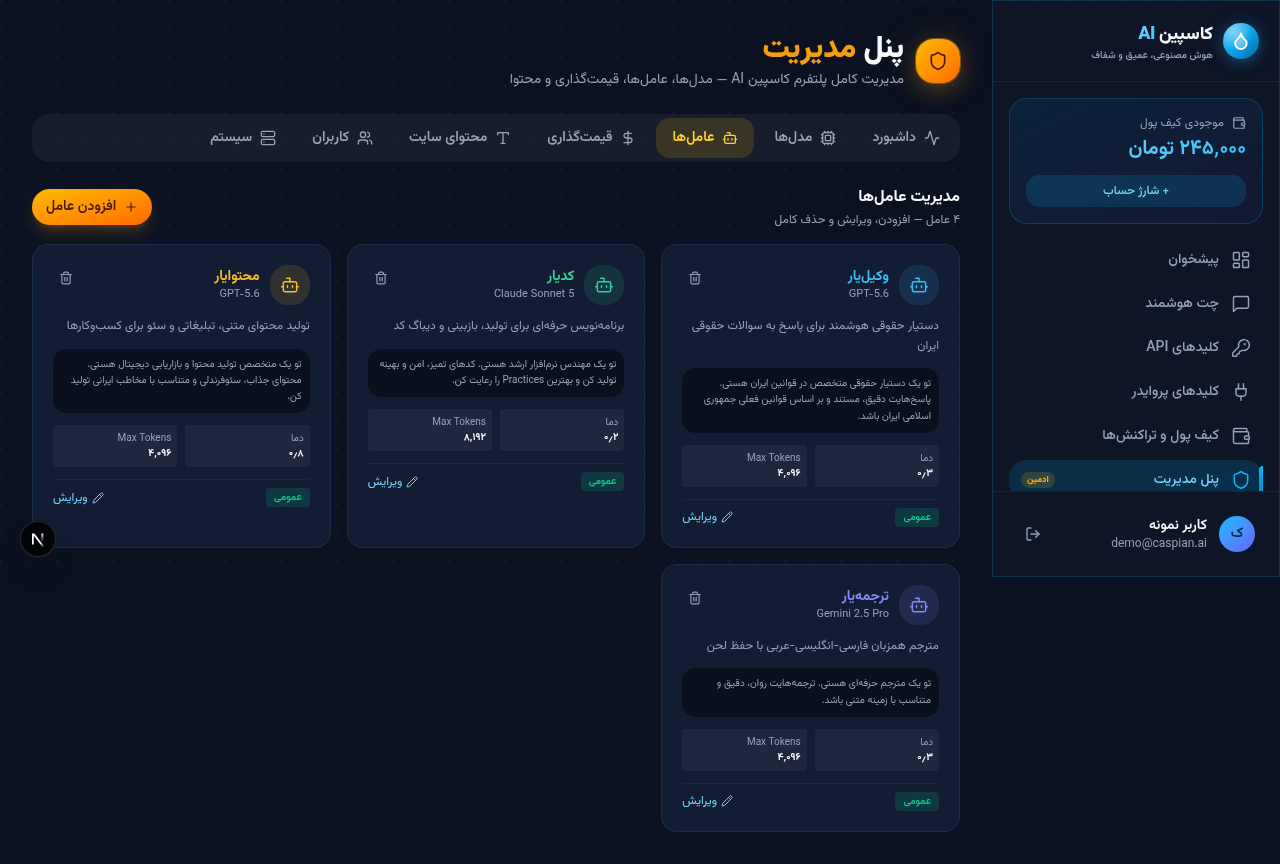 کاسپین AI
هوش مصنوعی، عمیق و شفاف
موجودی کیف پول
۲۴۵,۰۰۰ تومان
+ شارژ حساب
پیشخوان
چت هوشمند
کلیدهای API
کلیدهای پروایدر
کیف پول و تراکنش‌ها
پنل مدیریت
ادمین
ک
کاربر نمونه
demo@caspian.ai
پنل مدیریت
مدیریت کامل پلتفرم کاسپین AI — مدل‌ها، عامل‌ها، قیمت‌گذاری و محتوا
داشبورد
مدل‌ها
عامل‌ها
قیمت‌گذاری
محتوای سایت
کاربران
سیستم
مدیریت عامل‌ها
۴ عامل — افزودن، ویرایش و حذف کامل
افزودن عامل
وکیل‌یار
GPT-5.6
دستیار حقوقی هوشمند برای پاسخ به سوالات حقوقی
ایران
تو یک دستیار حقوقی متخصص در قوانین ایران هستی.
پاسخ‌هایت دقیق، مستند و بر اساس قوانین فعلی جمهوری
اسلامی ایران باشد.
دما
۰٫۳
Max Tokens
۴,۰۹۶
عمومی
ویرایش
کدیار
Claude Sonnet 5
برنامه‌نویس حرفه‌ای برای تولید، بازبینی و دیباگ کد
تو یک مهندس نرم‌افزار ارشد هستی. کدهای تمیز، امن و بهینه
تولید کن و بهترین Practices را رعایت کن.
دما
۰٫۲
Max Tokens
۸,۱۹۲
عمومی
ویرایش
محتوایار
GPT-5.6
تولید محتوای متنی، تبلیغاتی و سئو برای کسب‌وکارها
تو یک متخصص تولید محتوا و بازاریابی دیجیتال هستی.
محتوای جذاب، سئوفرندلی و متناسب با مخاطب ایرانی تولید
کن.
دما
۰٫۸
Max Tokens
۴,۰۹۶
عمومی
ویرایش
ترجمه‌یار
Gemini 2.5 Pro
مترجم همزبان فارسی-انگلیسی-عربی با حفظ لحن
تو یک مترجم حرفه‌ای هستی. ترجمه‌هایت روان، دقیق و
متناسب با زمینه متنی باشد.
دما
۰٫۳
Max Tokens
۴,۰۹۶
عمومی
ویرایش
N